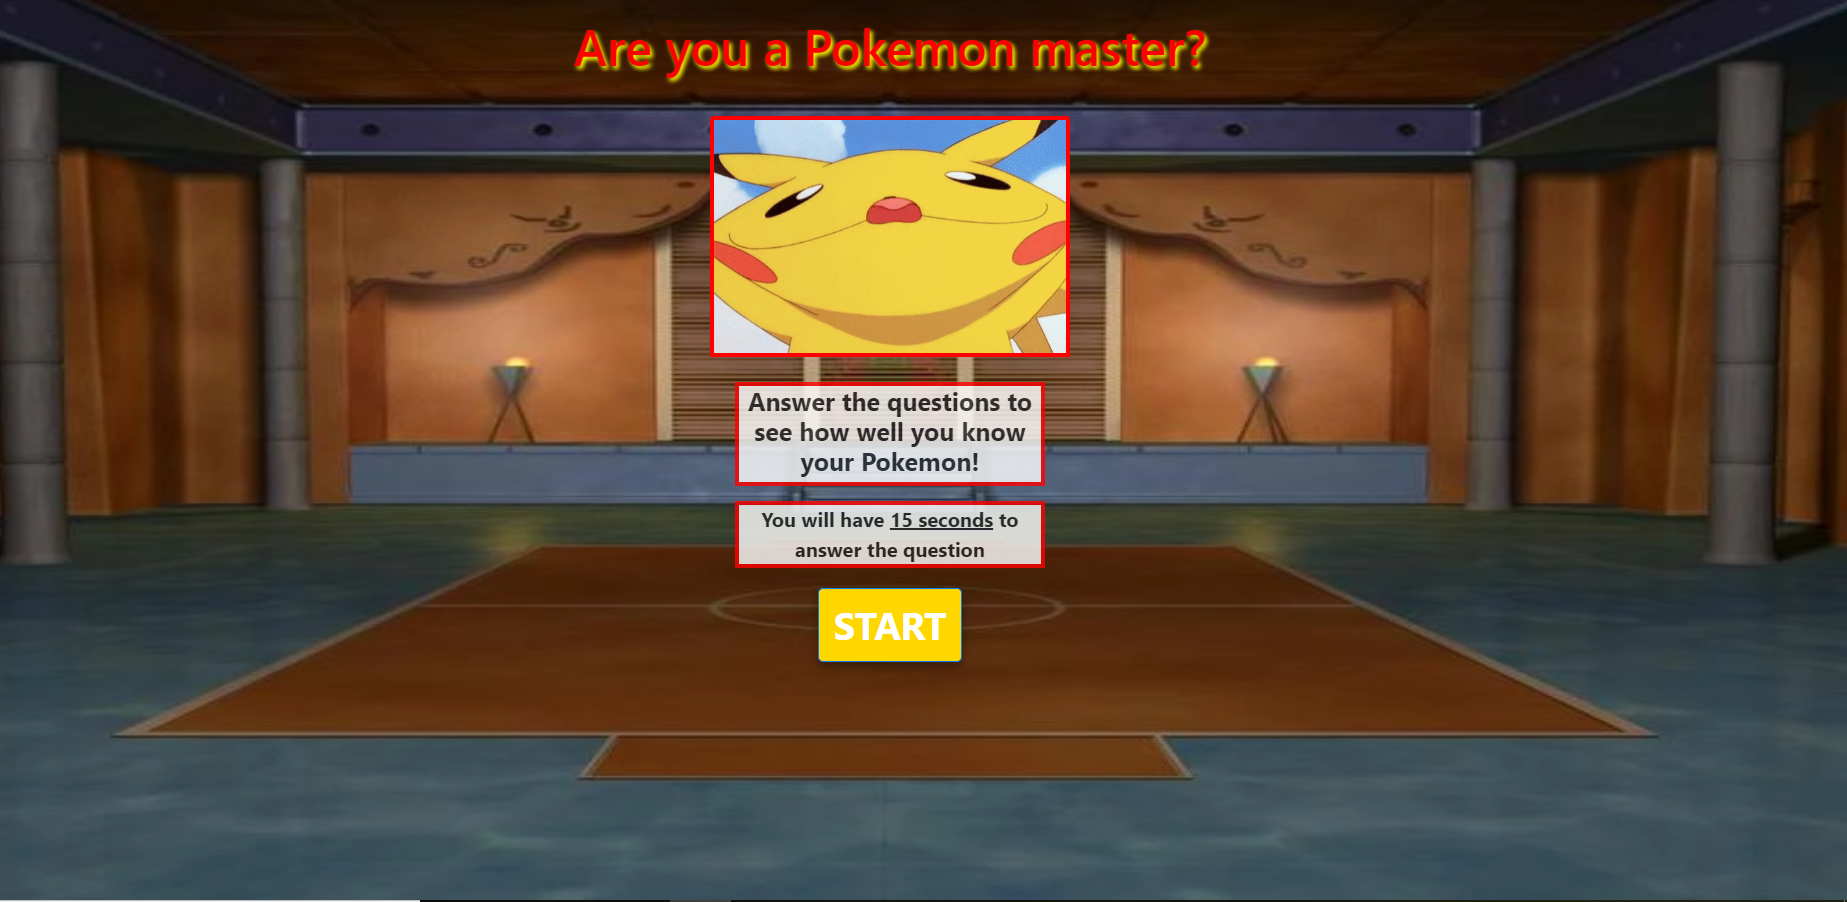 Are you a Pokemon master?
Answer the questions to
see how well you know
your Pokemon!
You will have 15 seconds to
answer the question
START